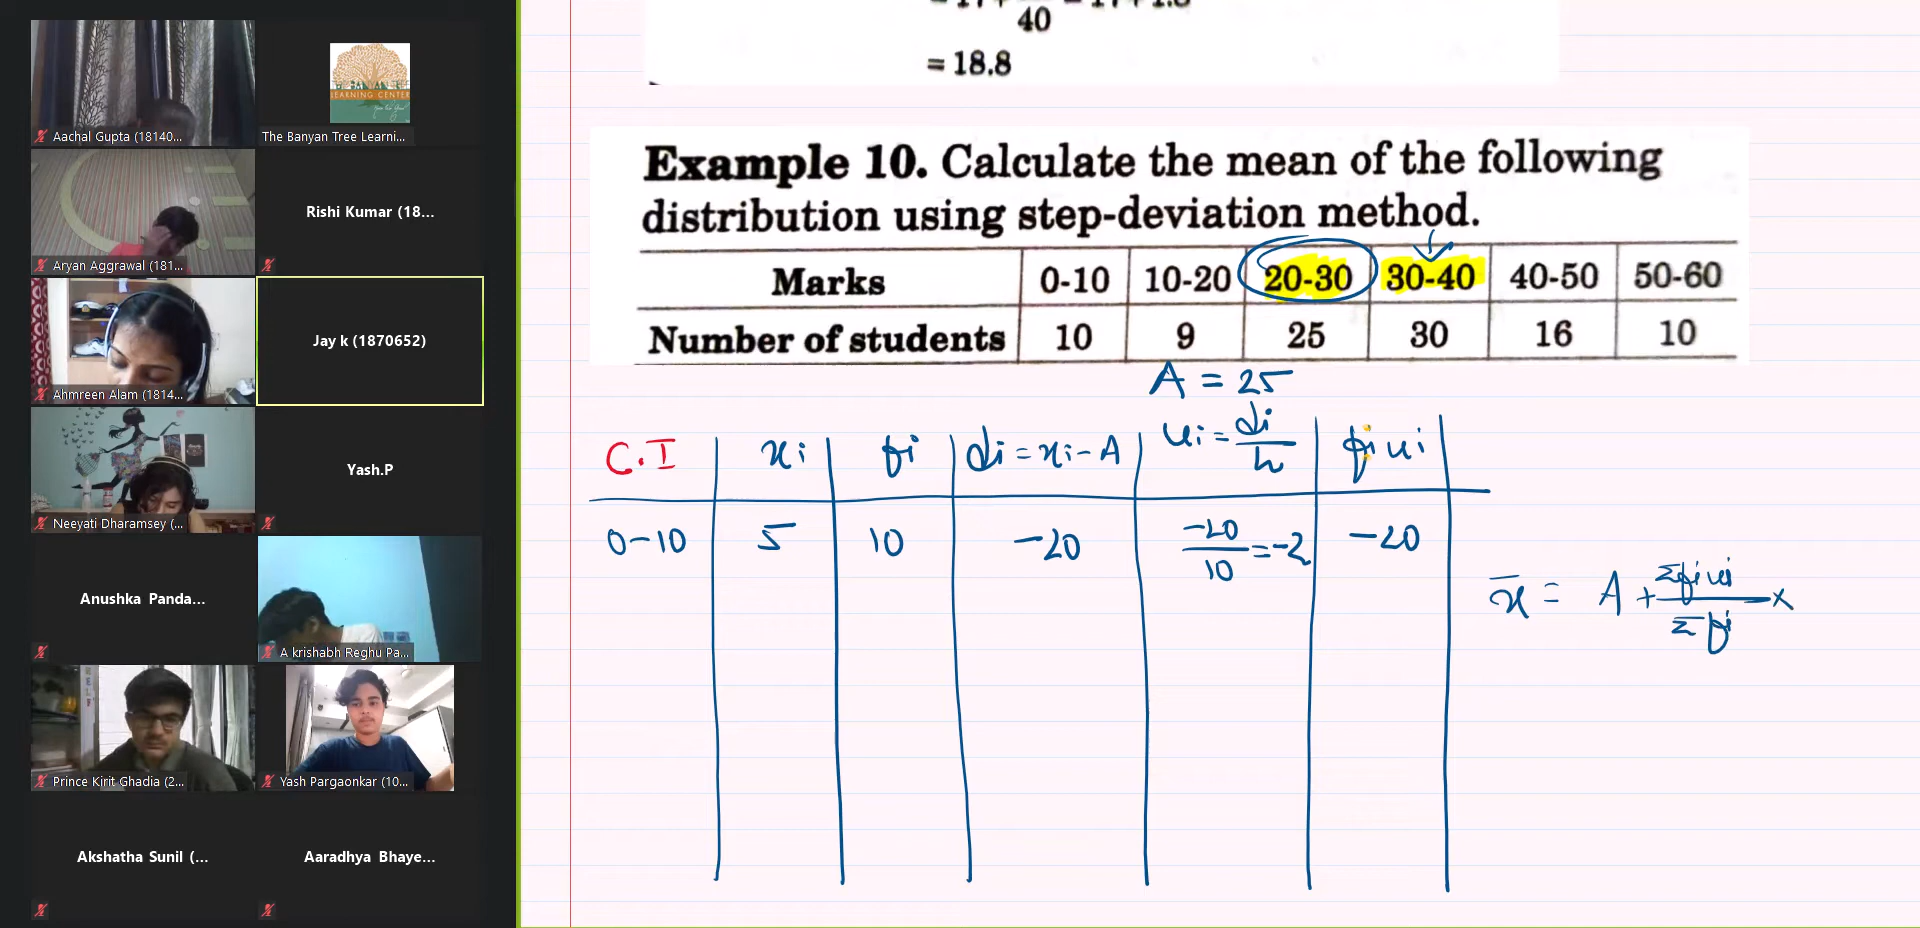 Aachal Gupta (18140...
LEARNING CENTER
The Banyan Tree Learni...
Aryan Aggrawal (181...
Rishi Kumar (18...
Ahmreen Alam (1814...
Jay k (1870652)
Neeyati Dharamsey (...
Yash.P
Anushka Panda...
A krishabh Reghu Pa...
Prince Kirit Ghadia (2...
Yash Pargaonkar (10...
Akshatha Sunil (...
Aaradhya Bhaye...
40
= 18.8
Example 10. Calculate the mean of the following
distribution using step-deviation method.
Marks 0-10 10-20 20-30 30-40 40-50 50-60
Number of students 10 9 25 30 16 10
A = 25
C.I xi fi di = xi - A ui = di/h fi ui
0-10 5 10 -20 -20/10 = -2 -20
x̄ = A + Σfiui/Σfi ×